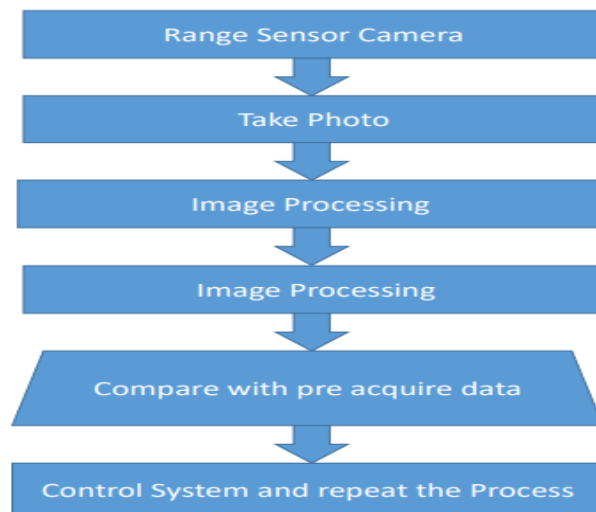 Range Sensor Camera
Take Photo
Image Processing
Image Processing
Compare with pre acquire data
Control System and repeat the Process